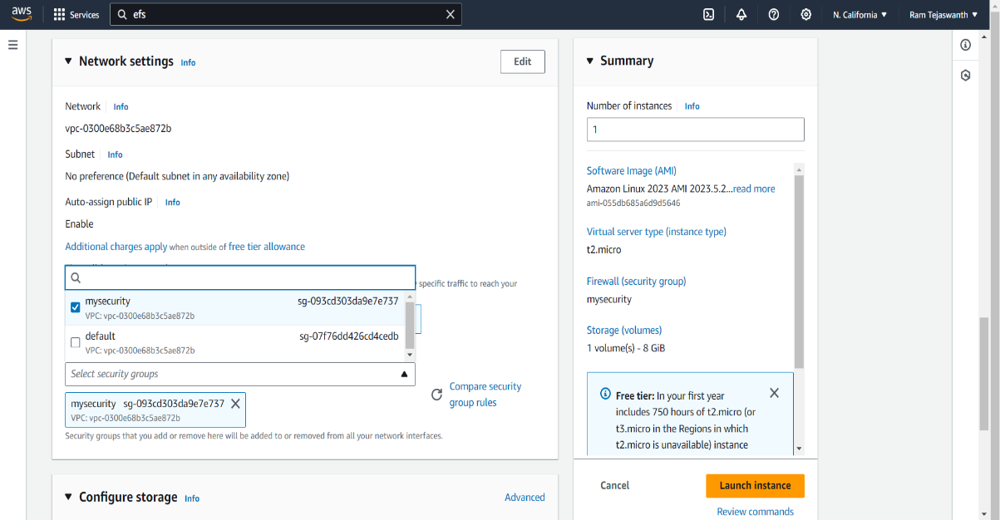 aws
Services
efs
N. California
Ram Tejaswanth
Network settings Info
Edit
Network Info
vpc-0300e68b3c5ae872b
Subnet Info
No preference (Default subnet in any availability zone)
Auto-assign public IP Info
Enable
Additional charges apply when outside of free tier allowance
specific traffic to reach your
mysecurity sg-093cd303da9e7e737
VPC: vpc-0300e68b3c5ae872b
default sg-07f76dd426cd4cedb
VPC: vpc-0300e68b3c5ae872b
Select security groups
Compare security
group rules
mysecurity sg-093cd303da9e7e737
VPC: vpc-0300e68b3c5ae872b
Security groups that you add or remove here will be added to or removed from all your network interfaces.
Configure storage Info
Advanced
Summary
Number of instances Info
1
Software Image (AMI)
Amazon Linux 2023 AMI 2023.5.2...read more
ami-055db685a6d9d5646
Virtual server type (instance type)
t2.micro
Firewall (security group)
mysecurity
Storage (volumes)
1 volume(s) - 8 GiB
Free tier: In your first year
includes 750 hours of t2.micro (or
t3.micro in the Regions in which
t2.micro is unavailable) instance
Cancel
Launch instance
Review commands